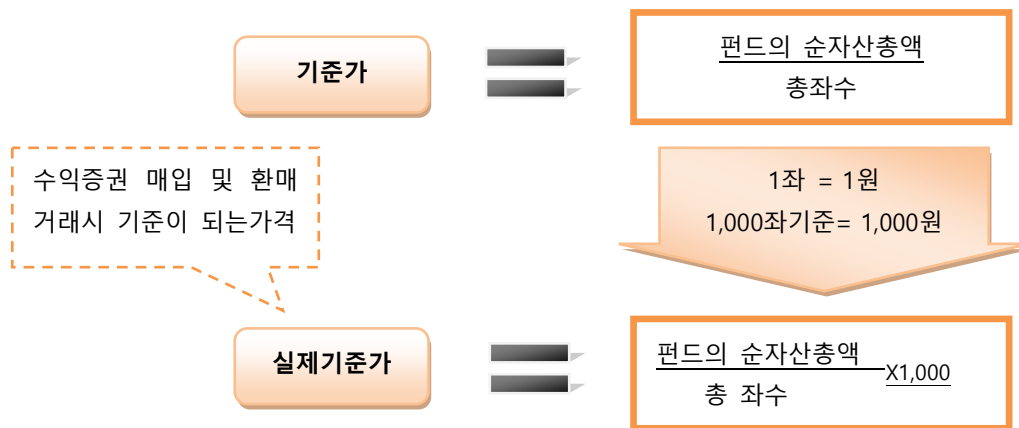 기준가
펀드의 순자산총액
총좌수
수익증권 매입 및 환매
거래시 기준이 되는가격
1좌 = 1원
1,000좌기준= 1,000원
실제기준가
펀드의 순자산총액
총 좌수
X1,000